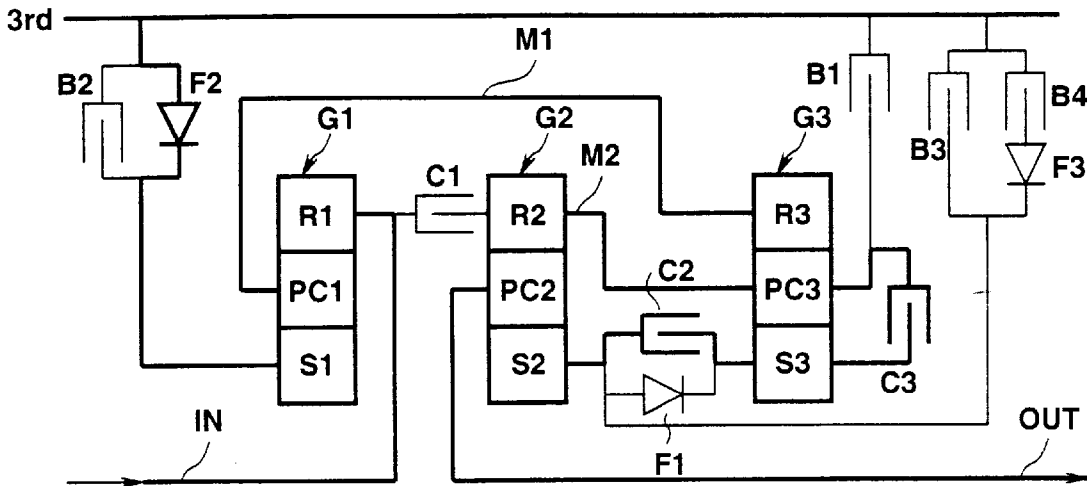 3rd
M1
B2
F2
B1
B4
G1
G2
G3
B3
M2
C1
F3
R1
R2
R3
PC1
PC2
C2
PC3
S1
S2
S3
C3
IN
F1
OUT